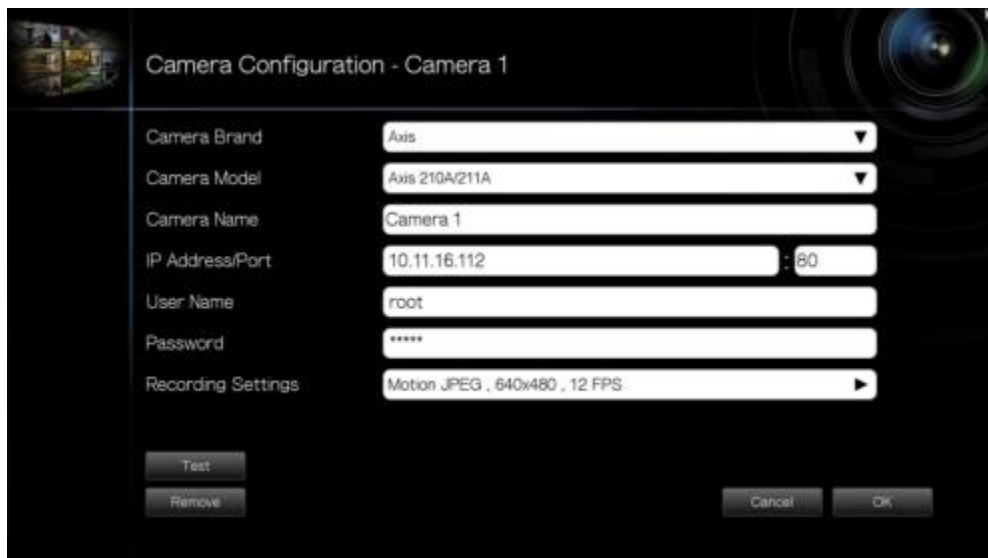 Camera Configuration - Camera 1
Camera Brand Axis
Camera Model Axis 210A/211A
Camera Name Camera 1
IP Address/Port 10.11.16.112 : 80
User Name root
Password *****
Recording Settings Motion JPEG , 640x480 , 12 FPS
Test
Remove Cancel OK